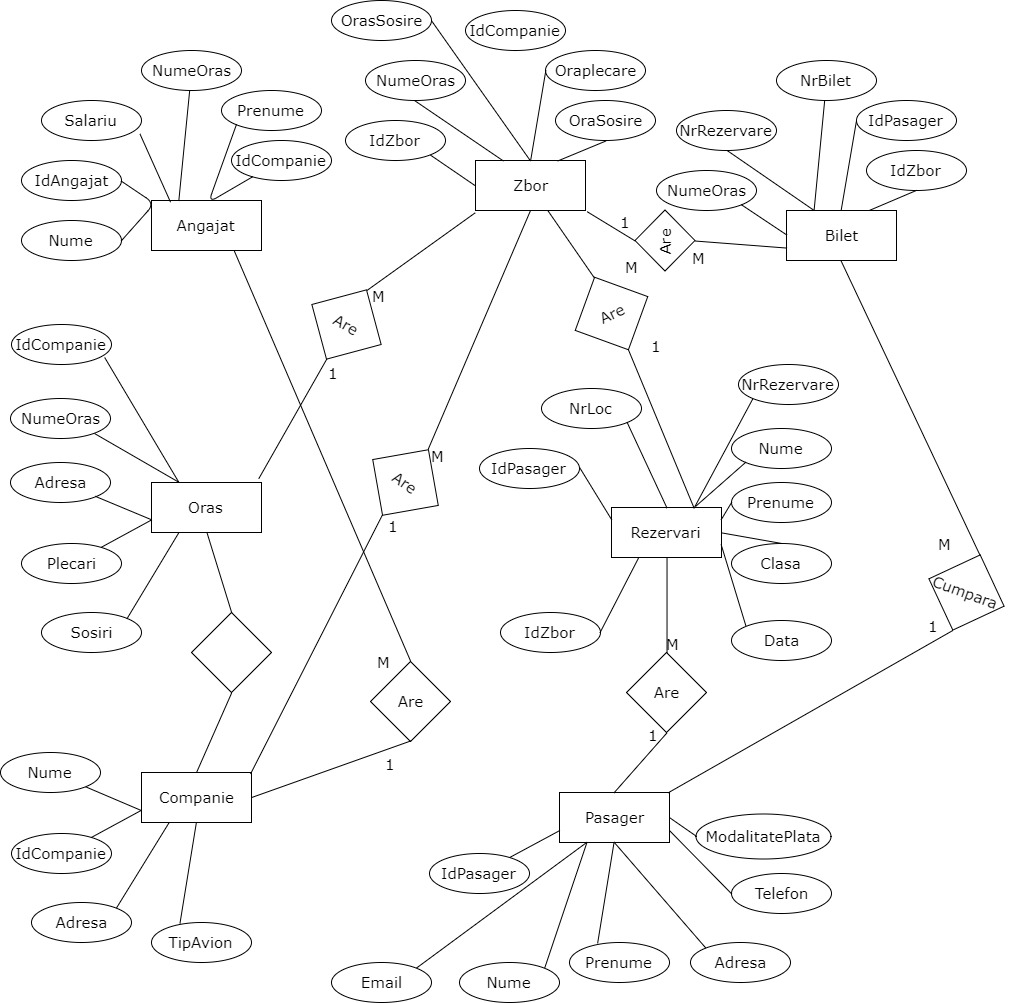 OrasSosire
IdCompanie
NumeOras
Oraplecare
NumeOras
NrBilet
Salariu
Prenume
OraSosire
IdPasager
NrRezervare
IdZbor
IdCompanie
IdZbor
IdAngajat
Zbor
NumeOras
Angajat
1
Are
Bilet
Nume
M
M
M
Are
Are
1
IdCompanie
1
NrRezervare
NrLoc
NumeOras
Nume
M
IdPasager
Adresa
Are
Prenume
Oras
1
Rezervari
Plecari
Clasa
M
Cumpara
Sosiri
IdZbor
1
Data
M
M
Are
Are
1
1
Nume
Companie
Pasager
ModalitatePlata
IdCompanie
IdPasager
Telefon
Adresa
TipAvion
Prenume
Adresa
Email
Nume